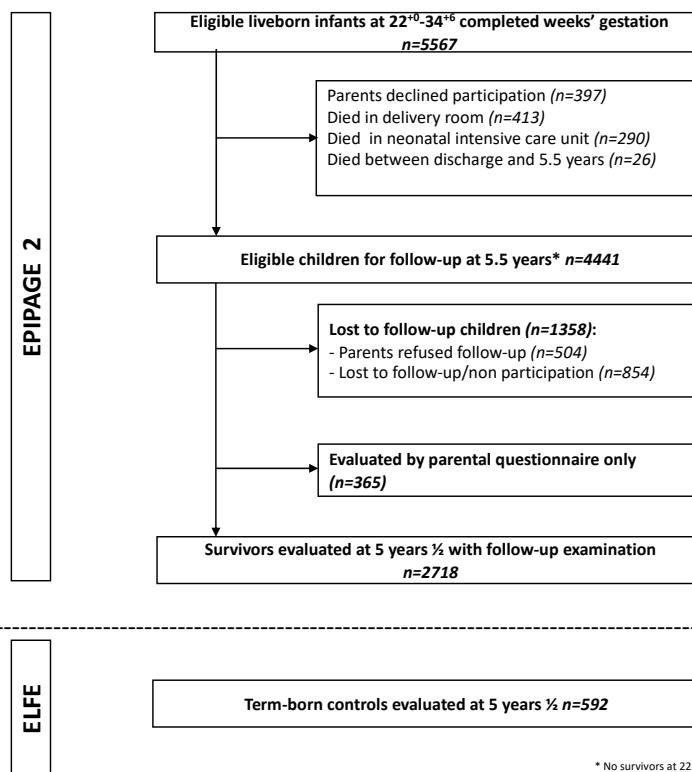 EPIPAGE 2
Eligible liveborn infants at 22⁺⁰-34⁺⁶ completed weeks’ gestation
n=5567
Parents declined participation (n=397)
Died in delivery room (n=413)
Died in neonatal intensive care unit (n=290)
Died between discharge and 5.5 years (n=26)
Eligible children for follow-up at 5.5 years* n=4441
Lost to follow-up children (n=1358):
- Parents refused follow-up (n=504)
- Lost to follow-up/non participation (n=854)
Evaluated by parental questionnaire only
(n=365)
Survivors evaluated at 5 years ½ with follow-up examination
n=2718
ELFE
Term-born controls evaluated at 5 years ½ n=592
* No survivors at 22